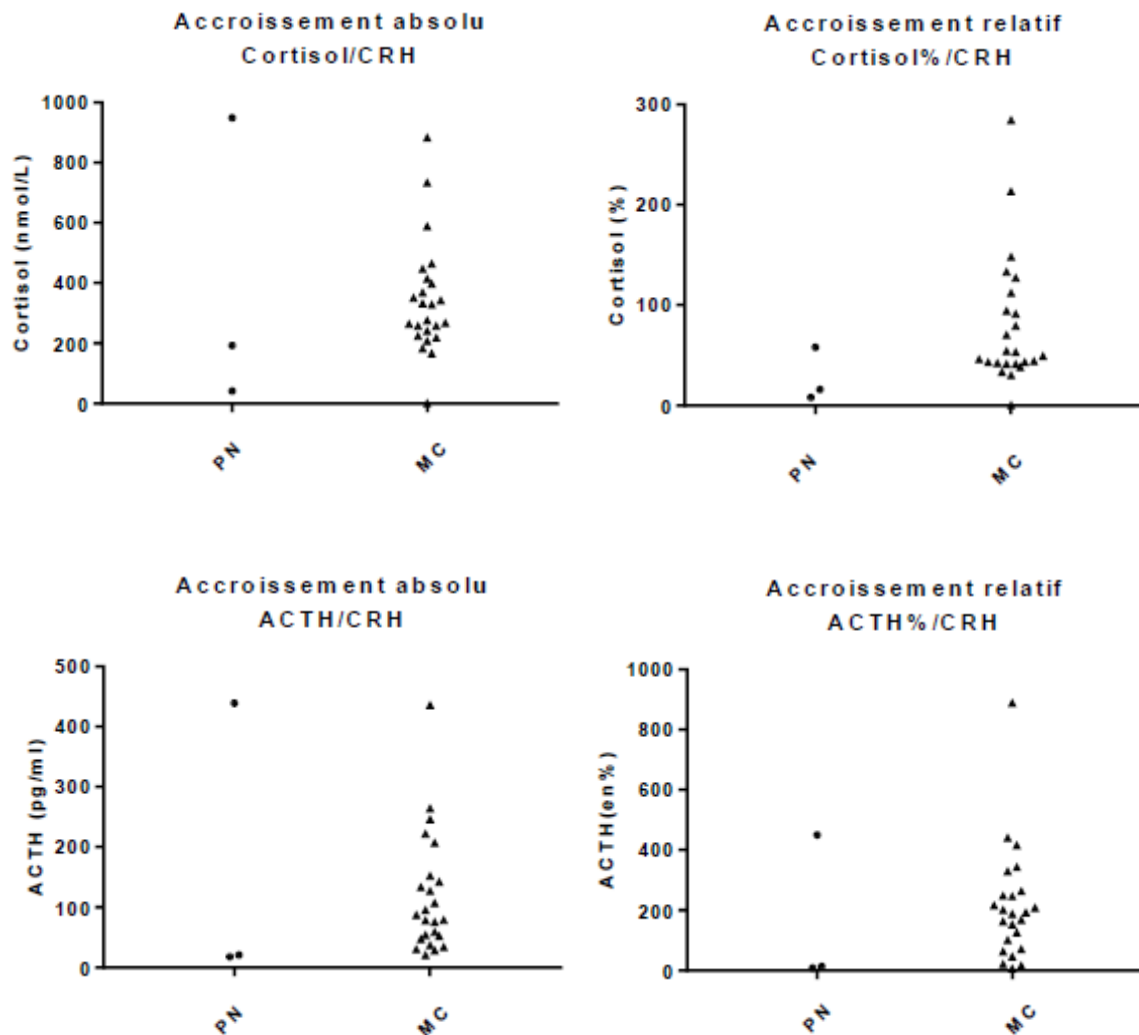 Accroissement absolu
Cortisol/CRH
1000
800
600
400
200
0
Cortisol (nmol/L)
PN
MC
Accroissement relatif
Cortisol%/CRH
300
200
100
0
Cortisol (%)
PN
MC
Accroissement absolu
ACTH/CRH
500
400
300
200
100
0
ACTH (pg/ml)
PN
MC
Accroissement relatif
ACTH%/CRH
1000
800
600
400
200
0
ACTH(en%)
PN
MC